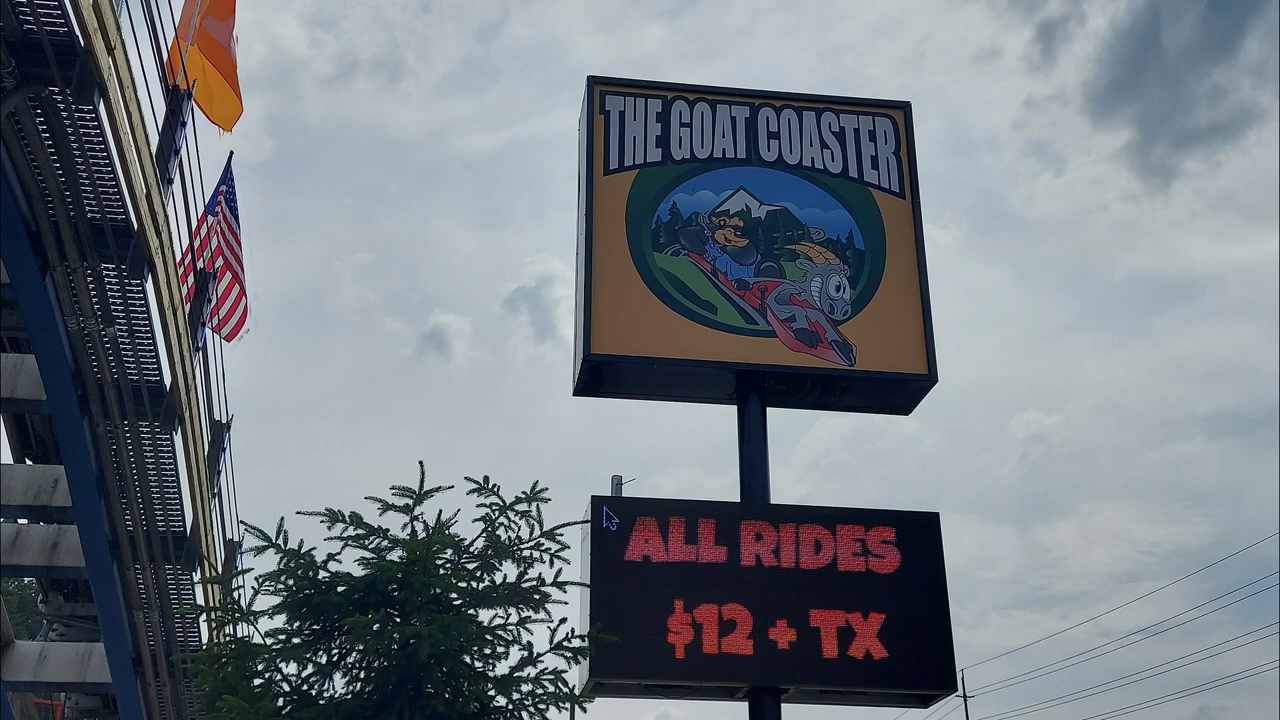 THE GOAT COASTER
ALL RIDES
$12 + TX